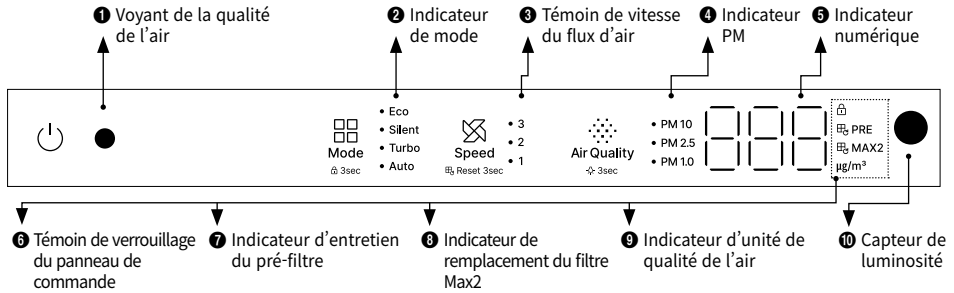 ❶ Voyant de la qualité
de l'air
❷ Indicateur
de mode
❸ Témoin de vitesse
du flux d'air
❹ Indicateur
PM
❺ Indicateur
numérique
Mode
3sec
• Eco
• Silent
• Turbo
• Auto
Speed
Reset 3sec
• 3
• 2
• 1
Air Quality
3sec
• PM 10
• PM 2.5
• PM 1.0
888
PRE
MAX2
µg/m³
❻ Témoin de verrouillage
du panneau de
commande
❼ Indicateur d'entretien
du pré-filtre
❽ Indicateur de
remplacement du filtre
Max2
❾ Indicateur d'unité de
qualité de l'air
❿ Capteur de
luminosité